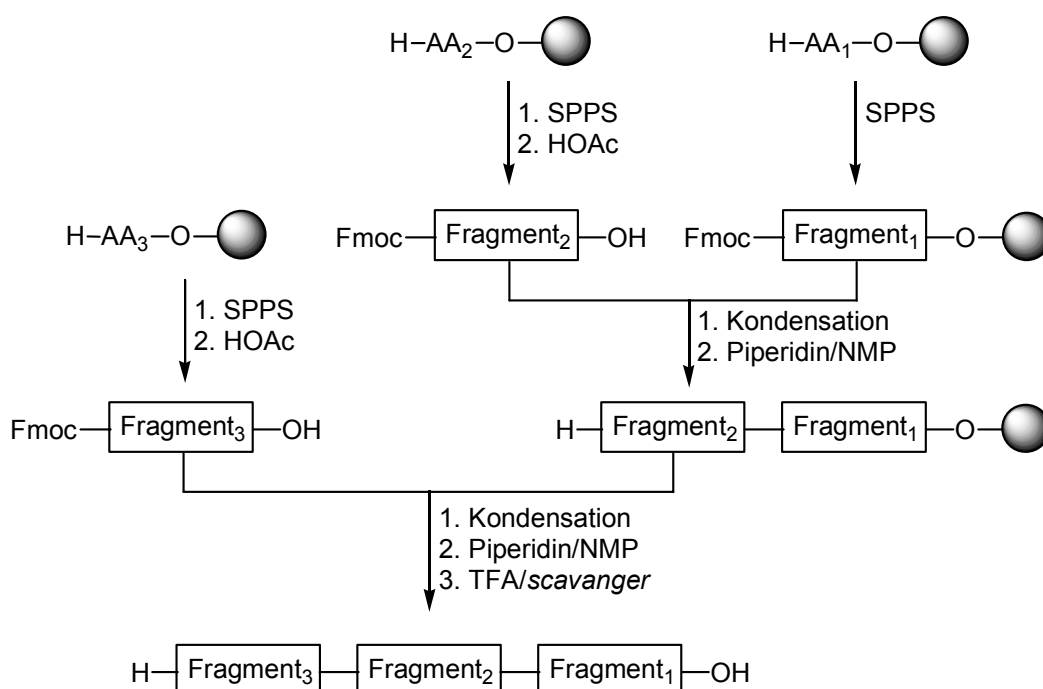 H-AA2-O
H-AA1-O
1. SPPS
2. HOAc
SPPS
H-AA3-O
Fmoc Fragment2 OH
Fmoc Fragment1 O
1. SPPS
2. HOAc
1. Kondensation
2. Piperidin/NMP
Fmoc Fragment3 OH
H Fragment2 Fragment1 O
1. Kondensation
2. Piperidin/NMP
3. TFA/scavanger
H Fragment3 Fragment2 Fragment1 OH